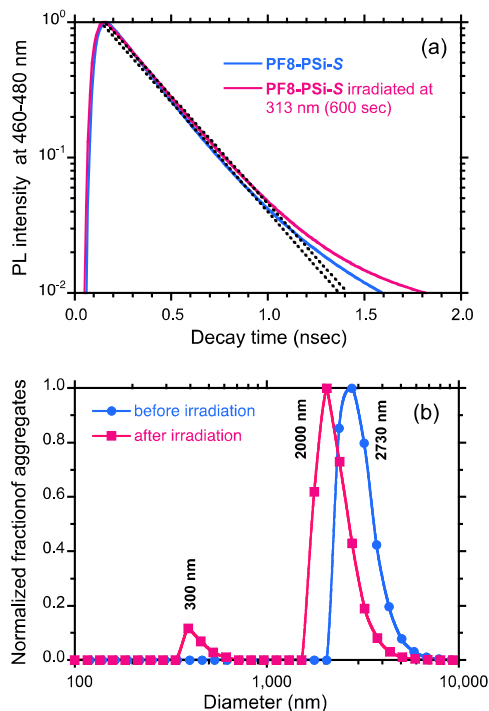 (a)
PF8-PSi-S
PF8-PSi-S irradiated at
313 nm (600 sec)
PL intensity at 460-480 nm
10⁰
10⁻¹
10⁻²
0.0 0.5 1.0 1.5 2.0
Decay time (nsec)
(b)
before irradiation
after irradiation
2000 nm
2730 nm
300 nm
Normalized fractionof aggregates
1.0
0.8
0.6
0.4
0.2
0.0
100 1,000 10,000
Diameter (nm)